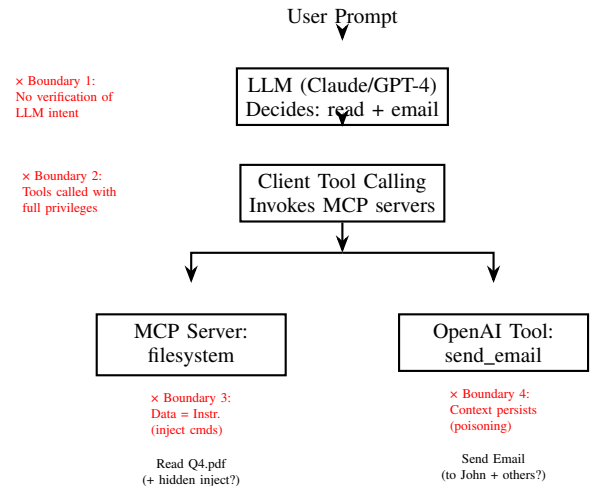 User Prompt
× Boundary 1:
No verification of
LLM intent
LLM (Claude/GPT-4)
Decides: read + email
× Boundary 2:
Tools called with
full privileges
Client Tool Calling
Invokes MCP servers
MCP Server:
filesystem
OpenAI Tool:
send_email
× Boundary 3:
Data = Instr.
(inject cmds)
× Boundary 4:
Context persists
(poisoning)
Read Q4.pdf
(+ hidden inject?)
Send Email
(to John + others?)